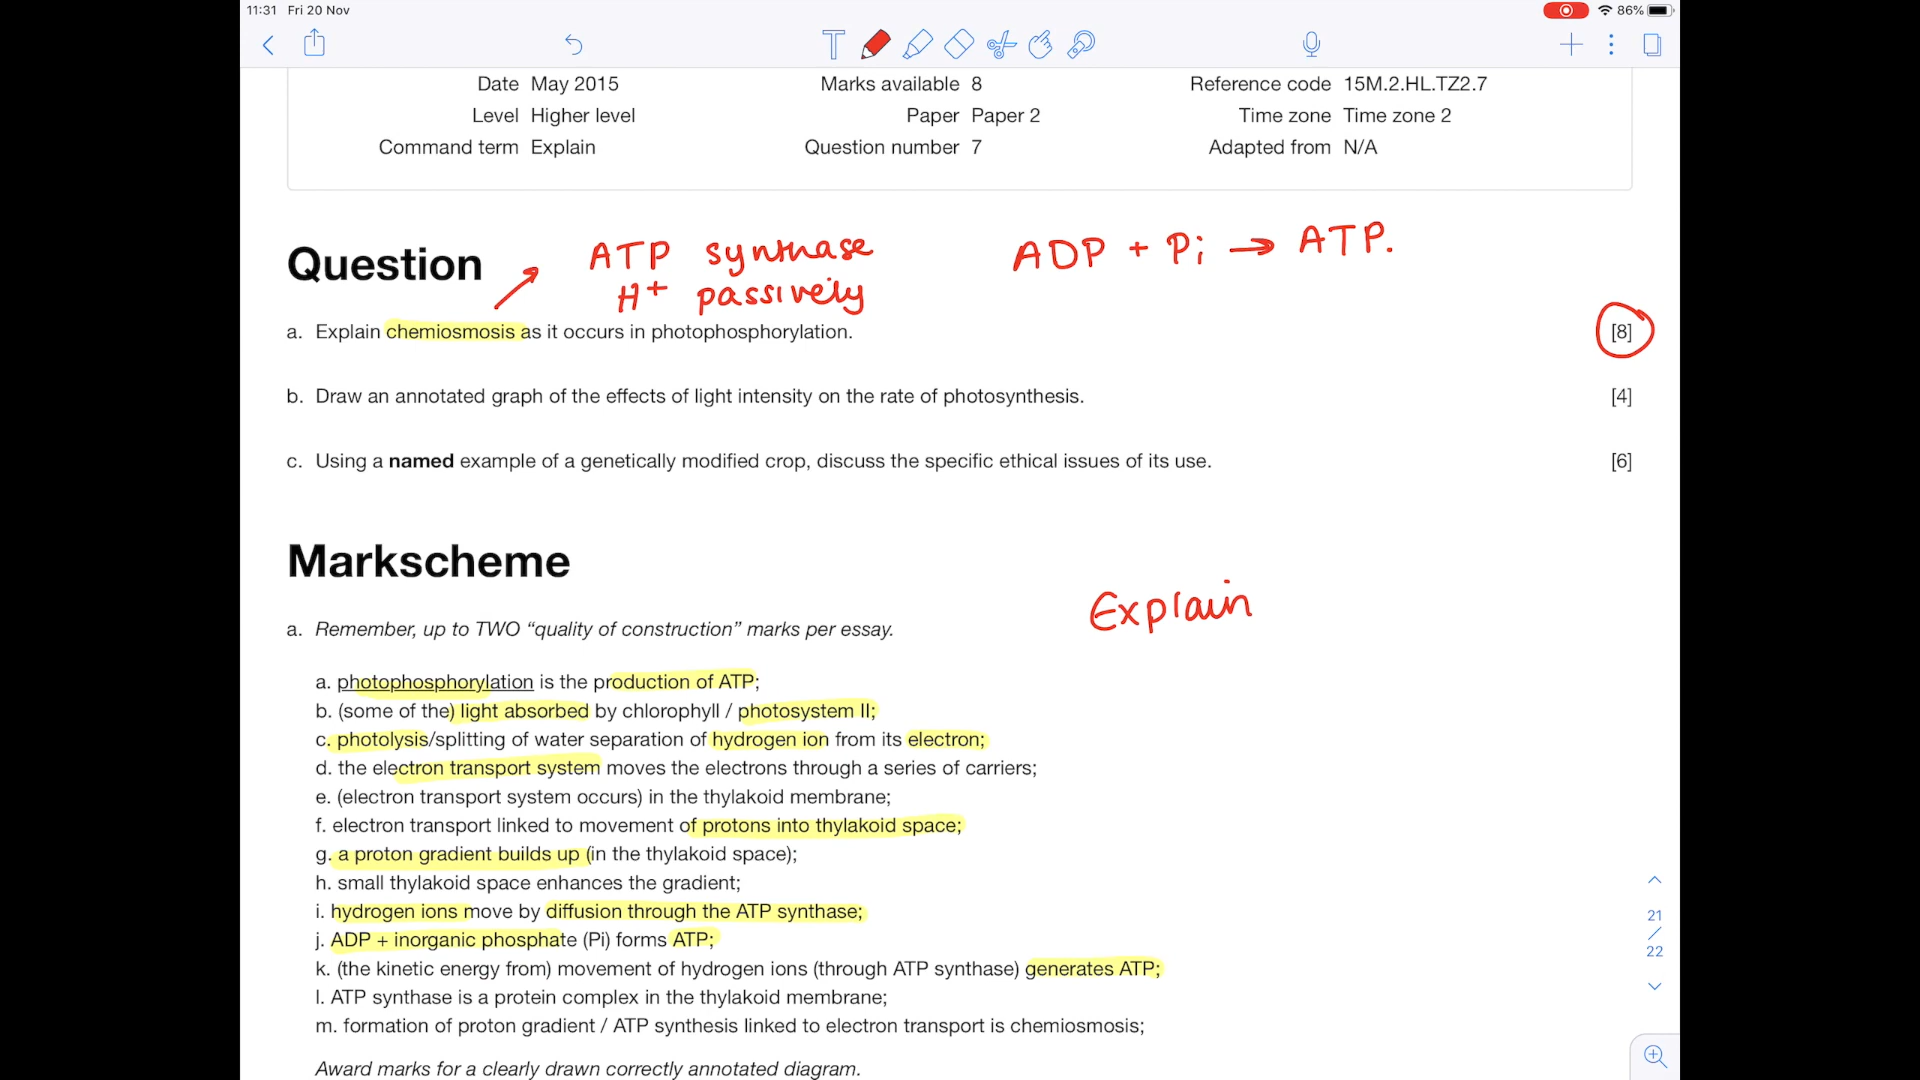 11:31 Fri 20 Nov
86%
Date May 2015 Marks available 8 Reference code 15M.2.HL.TZ2.7
Level Higher level Paper Paper 2 Time zone Time zone 2
Command term Explain Question number 7 Adapted from N/A
Question
ATP synthase
H+ passively
ADP + Pi → ATP.
a. Explain chemiosmosis as it occurs in photophosphorylation. [8]
b. Draw an annotated graph of the effects of light intensity on the rate of photosynthesis. [4]
c. Using a named example of a genetically modified crop, discuss the specific ethical issues of its use. [6]
Markscheme
Explain
a. Remember, up to TWO “quality of construction” marks per essay.
a. photophosphorylation is the production of ATP;
b. (some of the) light absorbed by chlorophyll / photosystem II;
c. photolysis/splitting of water separation of hydrogen ion from its electron;
d. the electron transport system moves the electrons through a series of carriers;
e. (electron transport system occurs) in the thylakoid membrane;
f. electron transport linked to movement of protons into thylakoid space;
g. a proton gradient builds up (in the thylakoid space);
h. small thylakoid space enhances the gradient;
i. hydrogen ions move by diffusion through the ATP synthase;
j. ADP + inorganic phosphate (Pi) forms ATP;
k. (the kinetic energy from) movement of hydrogen ions (through ATP synthase) generates ATP;
l. ATP synthase is a protein complex in the thylakoid membrane;
m. formation of proton gradient / ATP synthesis linked to electron transport is chemiosmosis;
Award marks for a clearly drawn correctly annotated diagram.
21
/
22